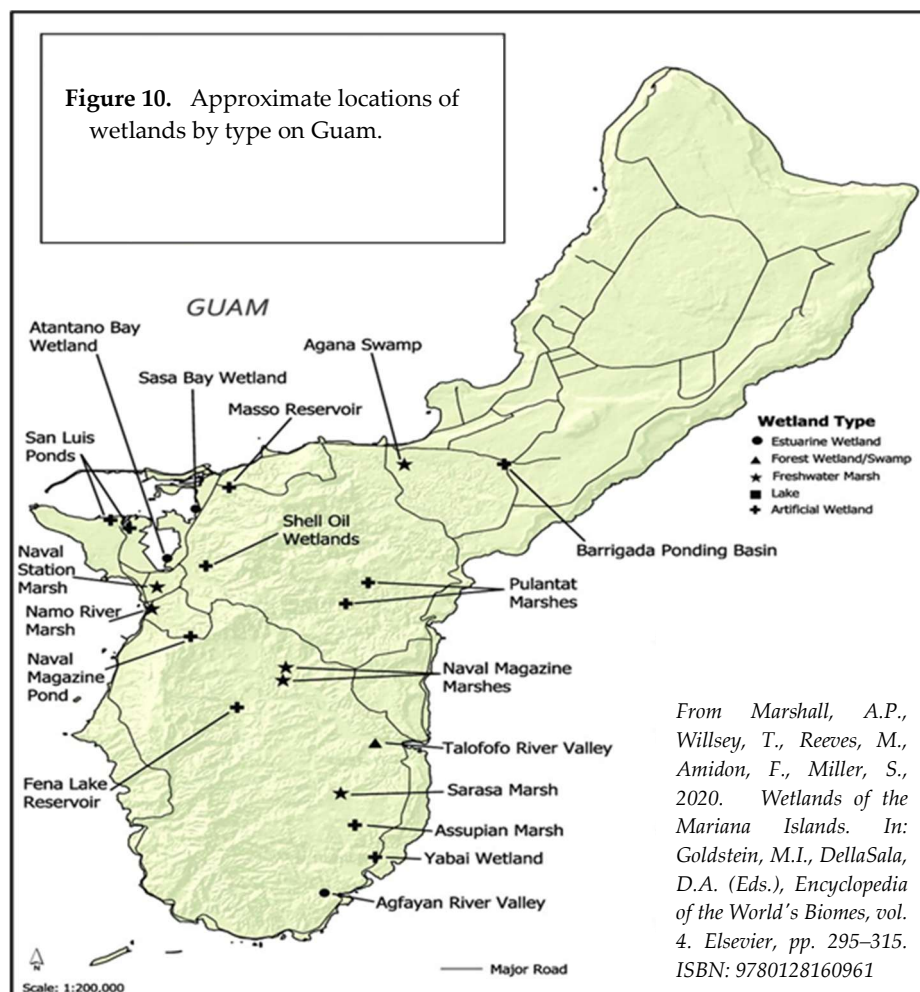 Figure 10. Approximate locations of
wetlands by type on Guam.
GUAM
Atantano Bay
Wetland
Sasa Bay Wetland
Agana Swamp
Masso Reservoir
San Luis
Ponds
Wetland Type
Estuarine Wetland
Forest Wetland/Swamp
Freshwater Marsh
Lake
Artificial Wetland
Shell Oil
Wetlands
Barrigada Ponding Basin
Naval
Station
Marsh
Pulantat
Marshes
Namo River
Marsh
Naval
Magazine
Pond
Naval Magazine
Marshes
Talofofo River Valley
Fena Lake
Reservoir
Sarasa Marsh
Assupian Marsh
Yabai Wetland
Agfayan River Valley
From Marshall, A.P.,
Willsey, T., Reeves, M.,
Amidon, F., Miller, S.,
2020. Wetlands of the
Mariana Islands. In:
Goldstein, M.I., DellaSala,
D.A. (Eds.), Encyclopedia
of the World's Biomes, vol.
4. Elsevier, pp. 295–315.
ISBN: 9780128160961
N
Scale: 1:200,000
Major Road